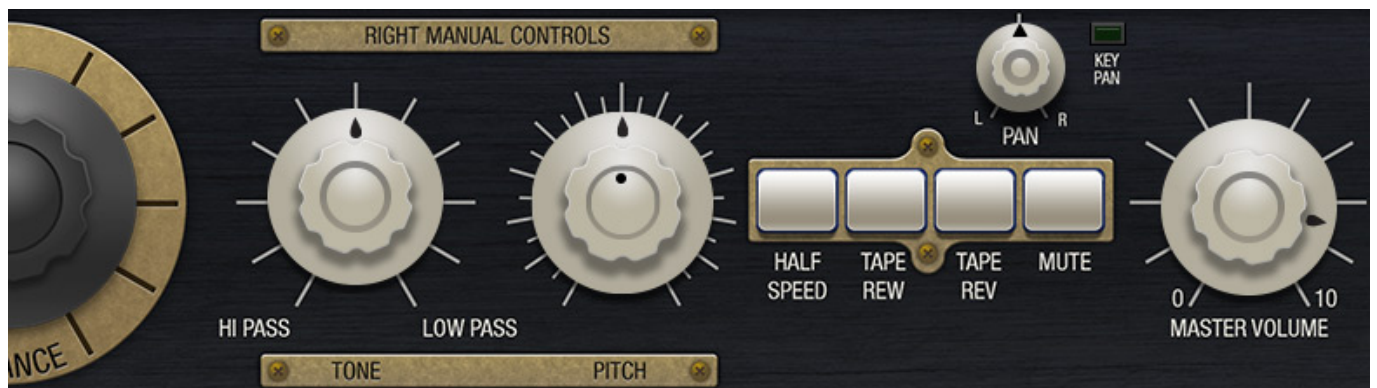 RIGHT MANUAL CONTROLS
KEY
PAN
L
R
PAN
HALF
SPEED
TAPE
REW
TAPE
REV
MUTE
0
10
MASTER VOLUME
HI PASS
LOW PASS
TONE
PITCH